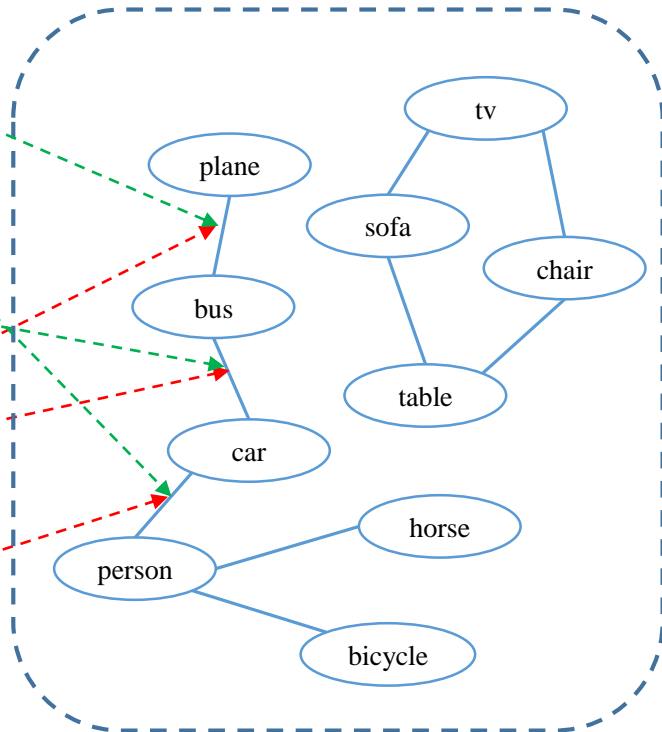 tv
plane
sofa
chair
bus
table
car
horse
person
bicycle